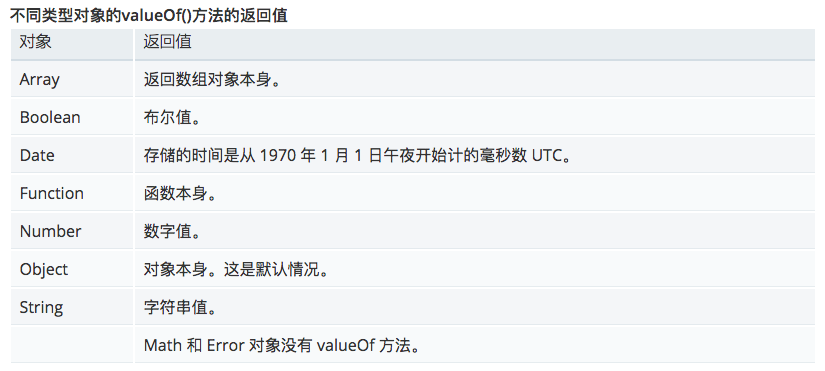 不同类型对象的valueOf()方法的返回值
对象 返回值
Array 返回数组对象本身。
Boolean 布尔值。
Date 存储的时间是从 1970 年 1 月 1 日午夜开始计的毫秒数 UTC。
Function 函数本身。
Number 数字值。
Object 对象本身。这是默认情况。
String 字符串值。
Math 和 Error 对象没有 valueOf 方法。